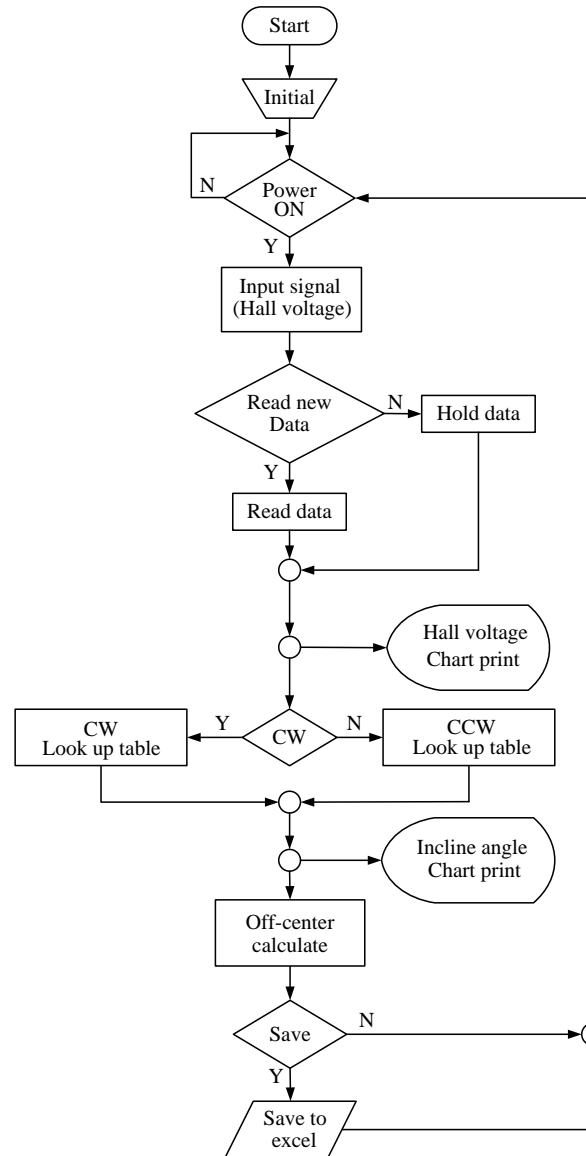 Start
Initial
N
Power
ON
Y
Input signal
(Hall voltage)
Read new
Data
N
Hold data
Y
Read data
Hall voltage
Chart print
CW
Look up table
Y
CW
N
CCW
Look up table
Incline angle
Chart print
Off-center
calculate
Save
N
Y
Save to
excel